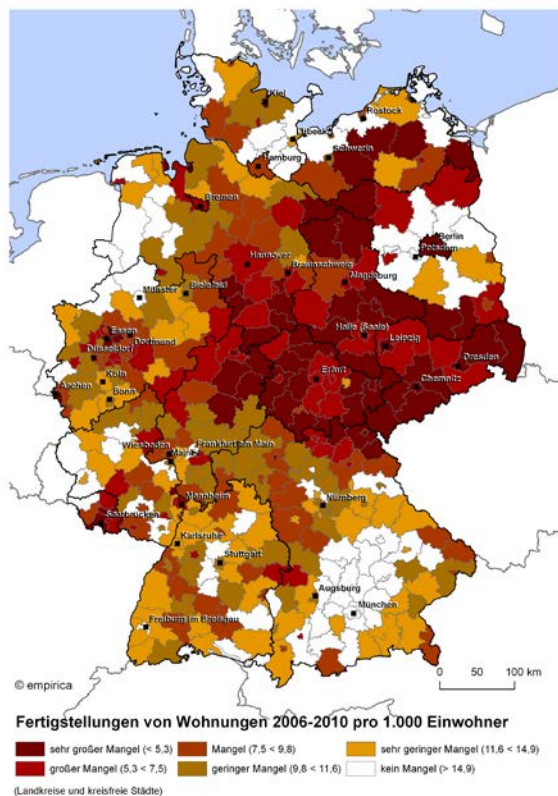 Kiel
Rostock
Lübeck
Hamburg
Schwerin
Bremen
Berlin
Potsdam
Hannover
Braunschweig
Magdeburg
Münster
Bielefeld
Essen
Dortmund
Düsseldorf
Halle (Saale)
Leipzig
Dresden
Köln
Erfurt
Chemnitz
Aachen
Bonn
Wiesbaden
Frankfurt am Main
Mainz
Mannheim
Nürnberg
Saarbrücken
Karlsruhe
Stuttgart
Augsburg
München
Freiburg im Breisgau
0 50 100 km
© empirica
Fertigstellungen von Wohnungen 2006-2010 pro 1.000 Einwohner
sehr großer Mangel (< 5,3) Mangel (7,5 < 9,8) sehr geringer Mangel (11,6 < 14,9)
großer Mangel (5,3 < 7,5) geringer Mangel (9,8 < 11,6) kein Mangel (> 14,9)
(Landkreise und kreisfreie Städte)